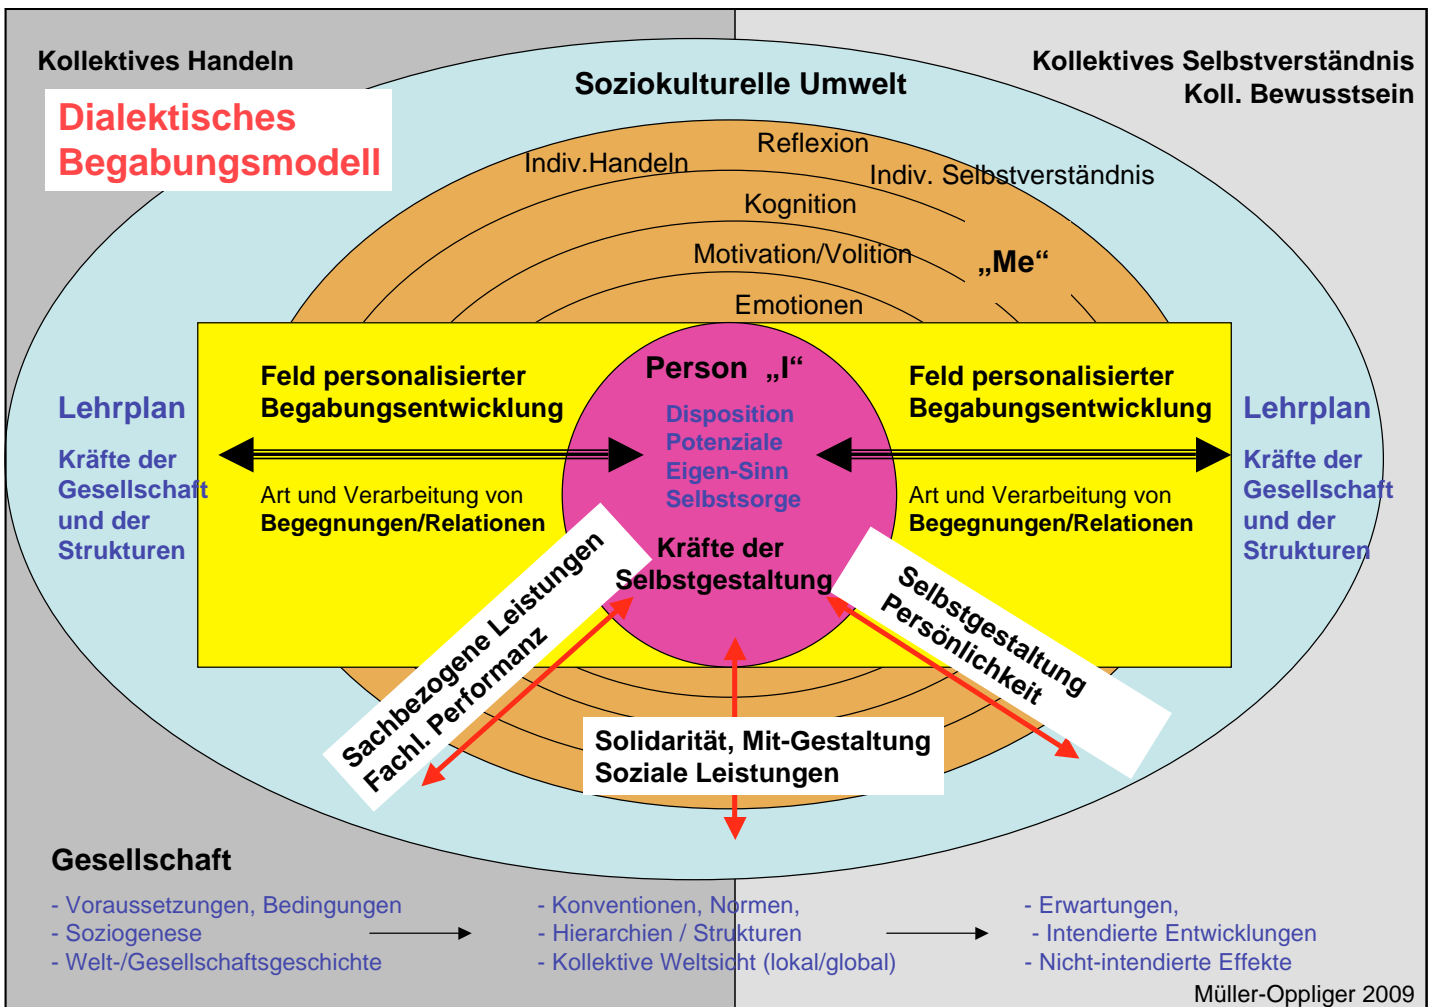 Kollektives Handeln
Kollektives Selbstverständnis
Koll. Bewusstsein
Soziokulturelle Umwelt
Dialektisches
Begabungsmodell
Reflexion
Indiv.Handeln
Indiv. Selbstverständnis
Kognition
Motivation/Volition
„Me“
Emotionen
Person „I“
Disposition
Potenziale
Eigen-Sinn
Selbstsorge
Kräfte der
Selbstgestaltung
Feld personalisierter
Begabungsentwicklung
Art und Verarbeitung von
Begegnungen/Relationen
Feld personalisierter
Begabungsentwicklung
Art und Verarbeitung von
Begegnungen/Relationen
Lehrplan
Kräfte der
Gesellschaft
und der
Strukturen
Lehrplan
Kräfte der
Gesellschaft
und der
Strukturen
Sachbezogene Leistungen
Fachl. Performanz
Solidarität, Mit-Gestaltung
Soziale Leistungen
Selbstgestaltung
Persönlichkeit
Gesellschaft
- Voraussetzungen, Bedingungen
- Soziogenese
- Welt-/Gesellschaftsgeschichte
- Konventionen, Normen,
- Hierarchien / Strukturen
- Kollektive Weltsicht (lokal/global)
- Erwartungen,
- Intendierte Entwicklungen
- Nicht-intendierte Effekte
Müller-Oppliger 2009